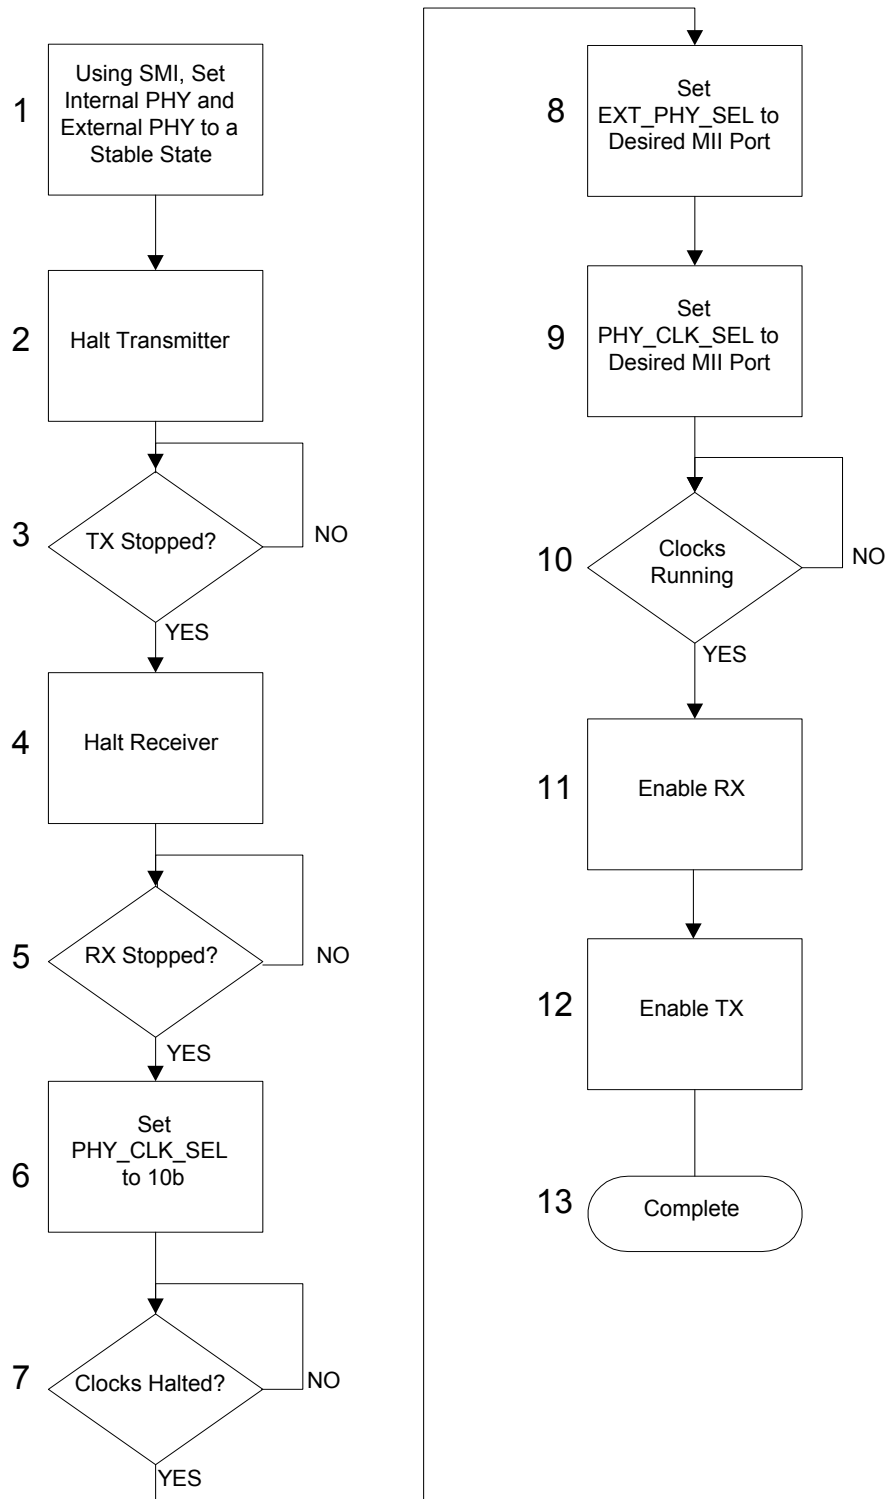 1
Using SMI, Set
Internal PHY and
External PHY to a
Stable State
2
Halt Transmitter
3
TX Stopped?
NO
YES
4
Halt Receiver
5
RX Stopped?
NO
YES
6
Set
PHY_CLK_SEL
to 10b
7
Clocks Halted?
NO
YES
8
Set
EXT_PHY_SEL to
Desired MII Port
9
Set
PHY_CLK_SEL to
Desired MII Port
10
Clocks
Running
NO
YES
11
Enable RX
12
Enable TX
13
Complete